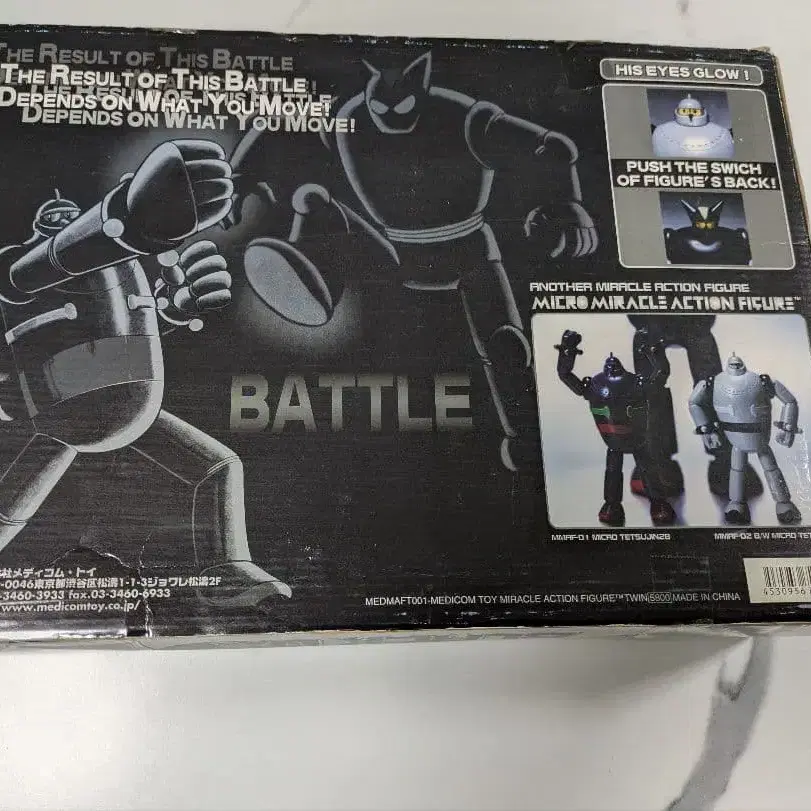 THE RESULT OF THIS BATTLE
THE RESULT OF THIS BATTLE
DEPENDS ON WHAT YOU MOVE!
DEPENDS ON WHAT YOU MOVE!
HIS EYES GLOW !
PUSH THE SWICH
OF FIGURE'S BACK!
ANOTHER MIRACLE ACTION FIGURE
MICRO MIRACLE ACTION FIGURE™
BATTLE
MMAF-01 MICRO TETSUJIN28
MMAF-02 B/W MICRO TET
社メディコム・トイ
-0046東京都渋谷区松濤1-1-3ジョワレ松濤2F
-3460-3933 Fax.03-3460-6933
www.medicomtoy.co.jp/
MEDMAFT001-MEDICOM TOY MIRACLE ACTION FIGURE™TWIN 5800 MADE IN CHINA
4530956